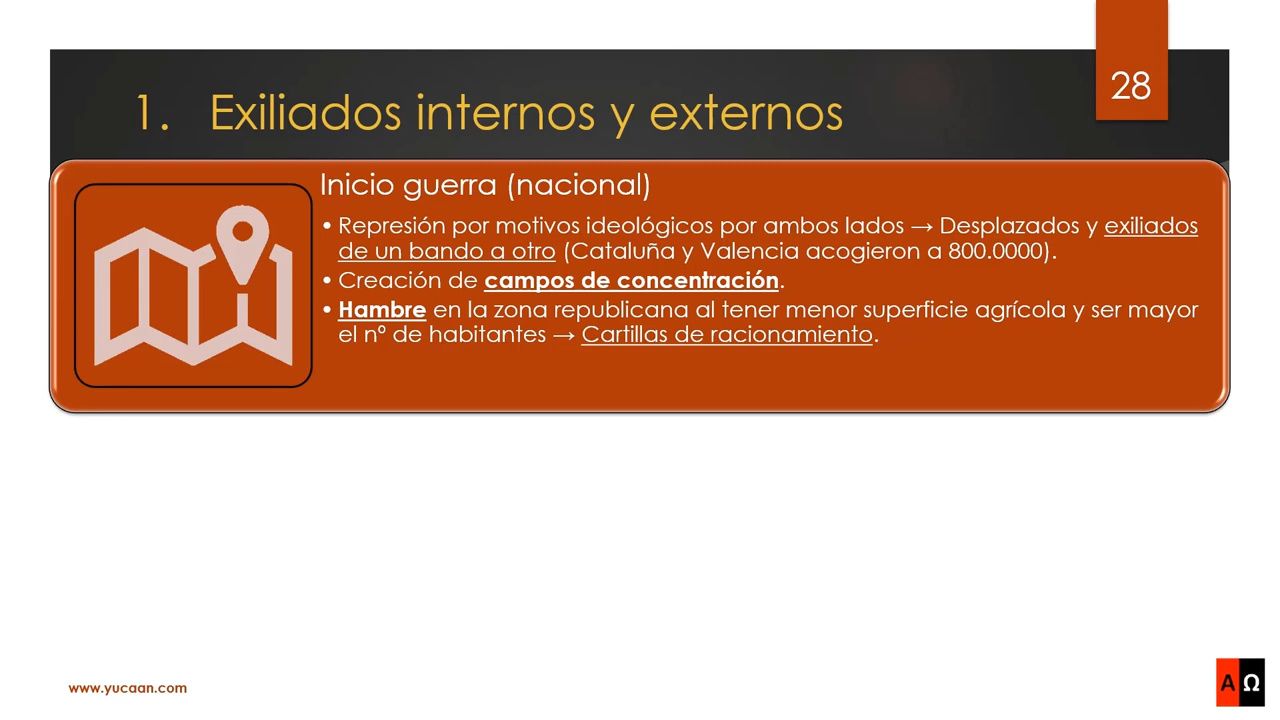 28
1. Exiliados internos y externos
Inicio guerra (nacional)
• Represión por motivos ideológicos por ambos lados → Desplazados y exiliados
de un bando a otro (Cataluña y Valencia acogieron a 800.0000).
• Creación de campos de concentración.
• Hambre en la zona republicana al tener menor superficie agrícola y ser mayor
el nº de habitantes → Cartillas de racionamiento.
www.yucaan.com
ΑΩ